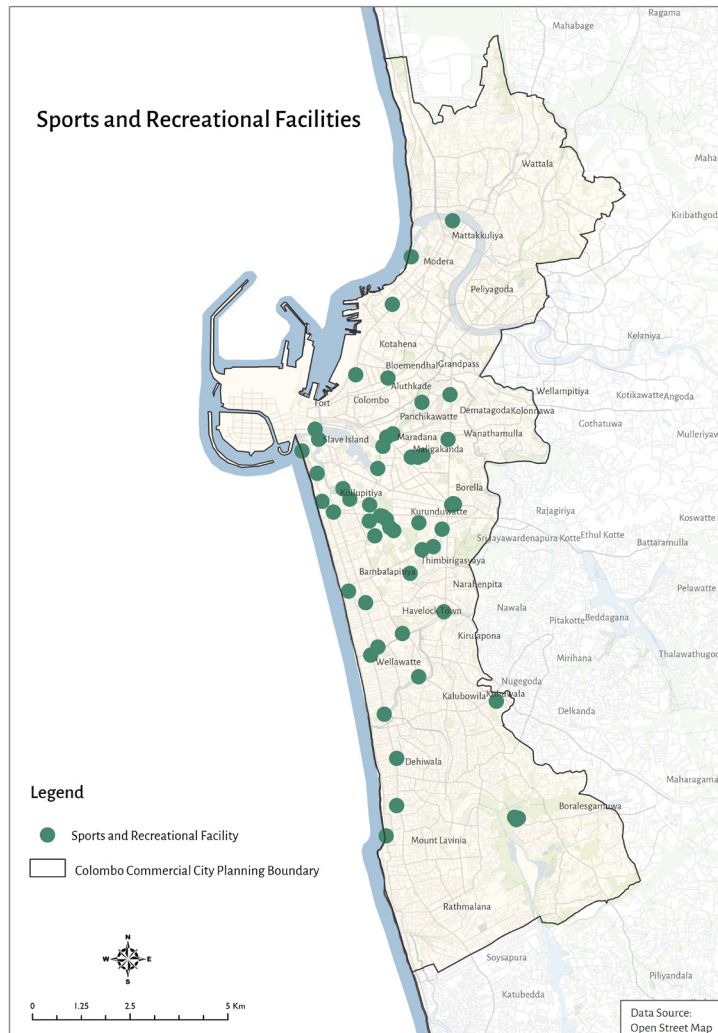 Ragama
Mahabage
Sports and Recreational Facilities
Wattala
Maha
Kiribathgod
Mattakkuliya
Modera
Peliyagoda
Kelaniya
Kotahena
Bloemendhal
Grandpass
Aluthkade
Wellampitiya
Kotikawatte
Angoda
Fort
Colombo
Panchikawatte
Dematagoda
Kolonnawa
Gothatuwa
Mulleriyaw
Slave Island
Maradana
Wanathamulla
Maligakanda
Borella
Kollupitiya
Rajagiriya
Kurunduwatte
Koswatte
Sri Jayawardenapura Kotte
Ethul Kotte
Battaramulla
Thimbirigasyaya
Bambalapitiya
Narahenpita
Pelawatte
Nawala
Havelock Town
Beddagana
Pitakotte
Kirulapona
Thalawathugod
Mirihana
Wellawatte
Nugegoda
Kalubowila
Delkanda
Dehiwala
Maharagama
Legend
Boralesgamuwa
Sports and Recreational Facility
Mount Lavinia
Colombo Commercial City Planning Boundary
Rathmalana
N
W E
S
Soysapura
Piliyandala
Katubedda
0 1.25 2.5 5 Km
Data Source:
Open Street Map